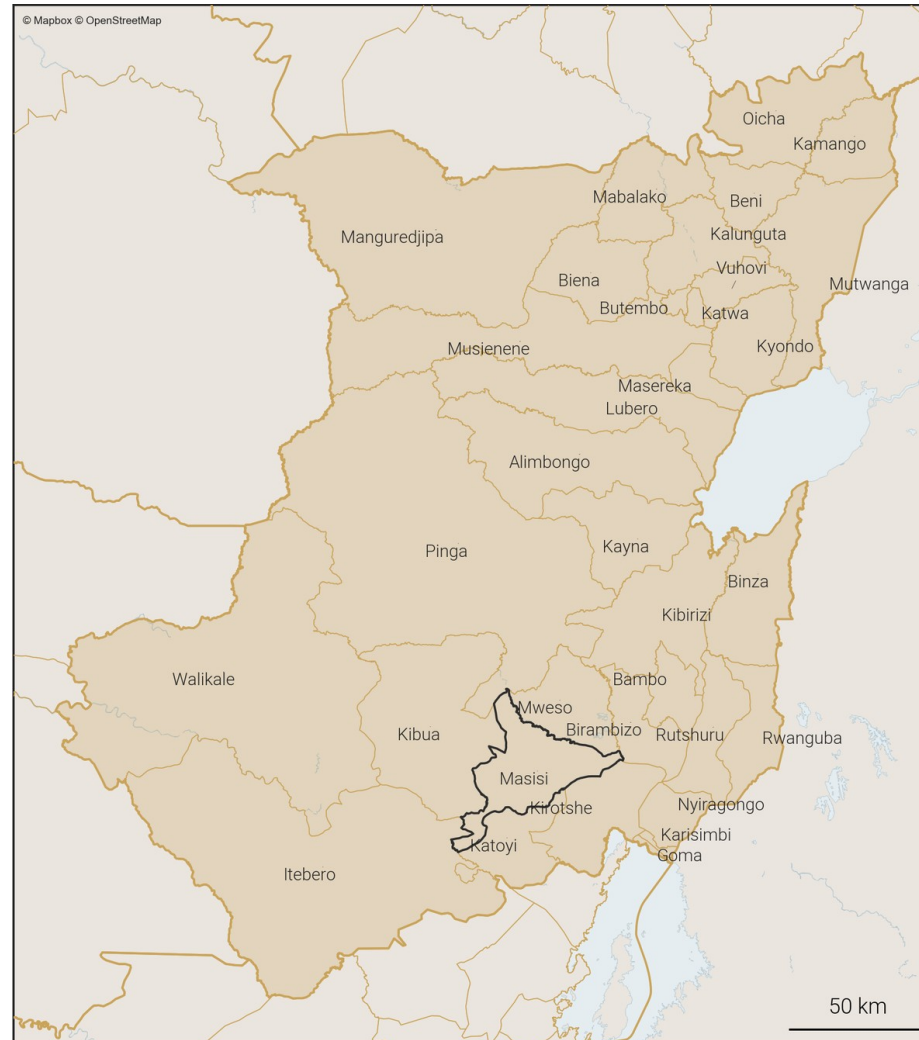 © Mapbox © OpenStreetMap
Oicha
Kamango
Mabalako
Beni
Manguredjipa
Kalunguta
Vuhovi
Biena
Mutwanga
Butembo
Katwa
Musienene
Kyondo
Masereka
Lubero
Alimbongo
Kayna
Pinga
Binza
Kibirizi
Walikale
Bambo
Mweso
Birambizo
Kibua
Rutshuru
Rwanguba
Masisi
Kirotshe
Nyiragongo
Karisimbi
Katoyi
Goma
Itebero
50 km